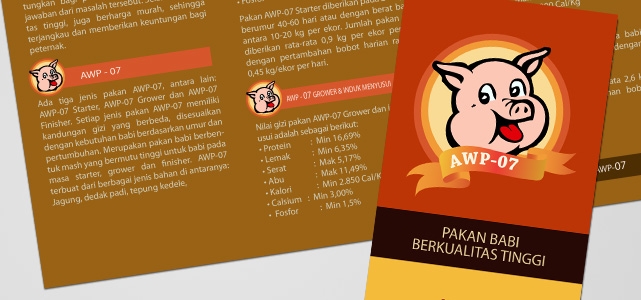 jawaban dari masalah tersebut.
tas tinggi, juga berharga murah, sehingga
terjangkau dan memberikan keuntungan bagi
peternak.
AWP - 07
Ada tiga jenis pakan AWP-07, antara lain:
AWP-07 Starter, AWP-07 Grower dan AWP-07
Finisher. Setiap jenis pakan AWP-07 memiliki
kandungan gizi yang berbeda, disesuaikan
dengan kebutuhan babi berdasarkan umur dan
pertumbuhan. Merupakan pakan babi berben-
tuk mash yang bermutu tinggi untuk babi pada
masa starter, grower dan finisher. AWP-07
terbuat dari berbagai jenis bahan di antaranya:
Jagung, dedak padi, tepung kedele,
Pakan AWP-07 Starter diberikan pada
berumur 40-60 hari atau dengan berat ba
antara 10-20 kg per ekor. Jumlah pakan
diberikan rata-rata 0,9 kg per ekor per
dengan pertambahan bobot harian ra
0,45 kg/ekor per hari.
AWP - 07 GROWER & INDUK MENYUSUI
Nilai gizi pakan AWP-07 Grower dan i
usui adalah sebagai berikut:
• Protein : Min 16,69%
• Lemak : Min 6,35%
• Serat : Mak 5,17%
• Abu : Mak 11,49%
• Kalori : Min 2.850 Cal/K
• Calsium : Min 3,00%
• Fosfor : Min 1,5%
AWP-07
PAKAN BABI
BERKUALITAS TINGGI
00 Cal/Kg
2,6
WP-07